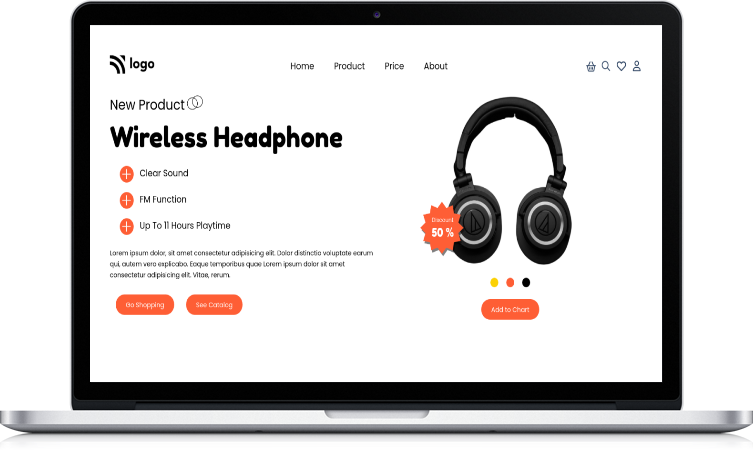 logo
Home Product Price About
New Product
Wireless Headphone
Clear Sound
FM Function
Up To 11 Hours Playtime
Lorem ipsum dolor, sit amet consectetur adipisicing elit. Dolor distinctio voluptate earum
qui, autem vero explicabo. Eaque temporibus quae Lorem ipsum dolor sit amet
consectetur adipisicing elit. Vitae, rerum.
Go Shopping See Catalog
Discount
50 %
Add to Chart